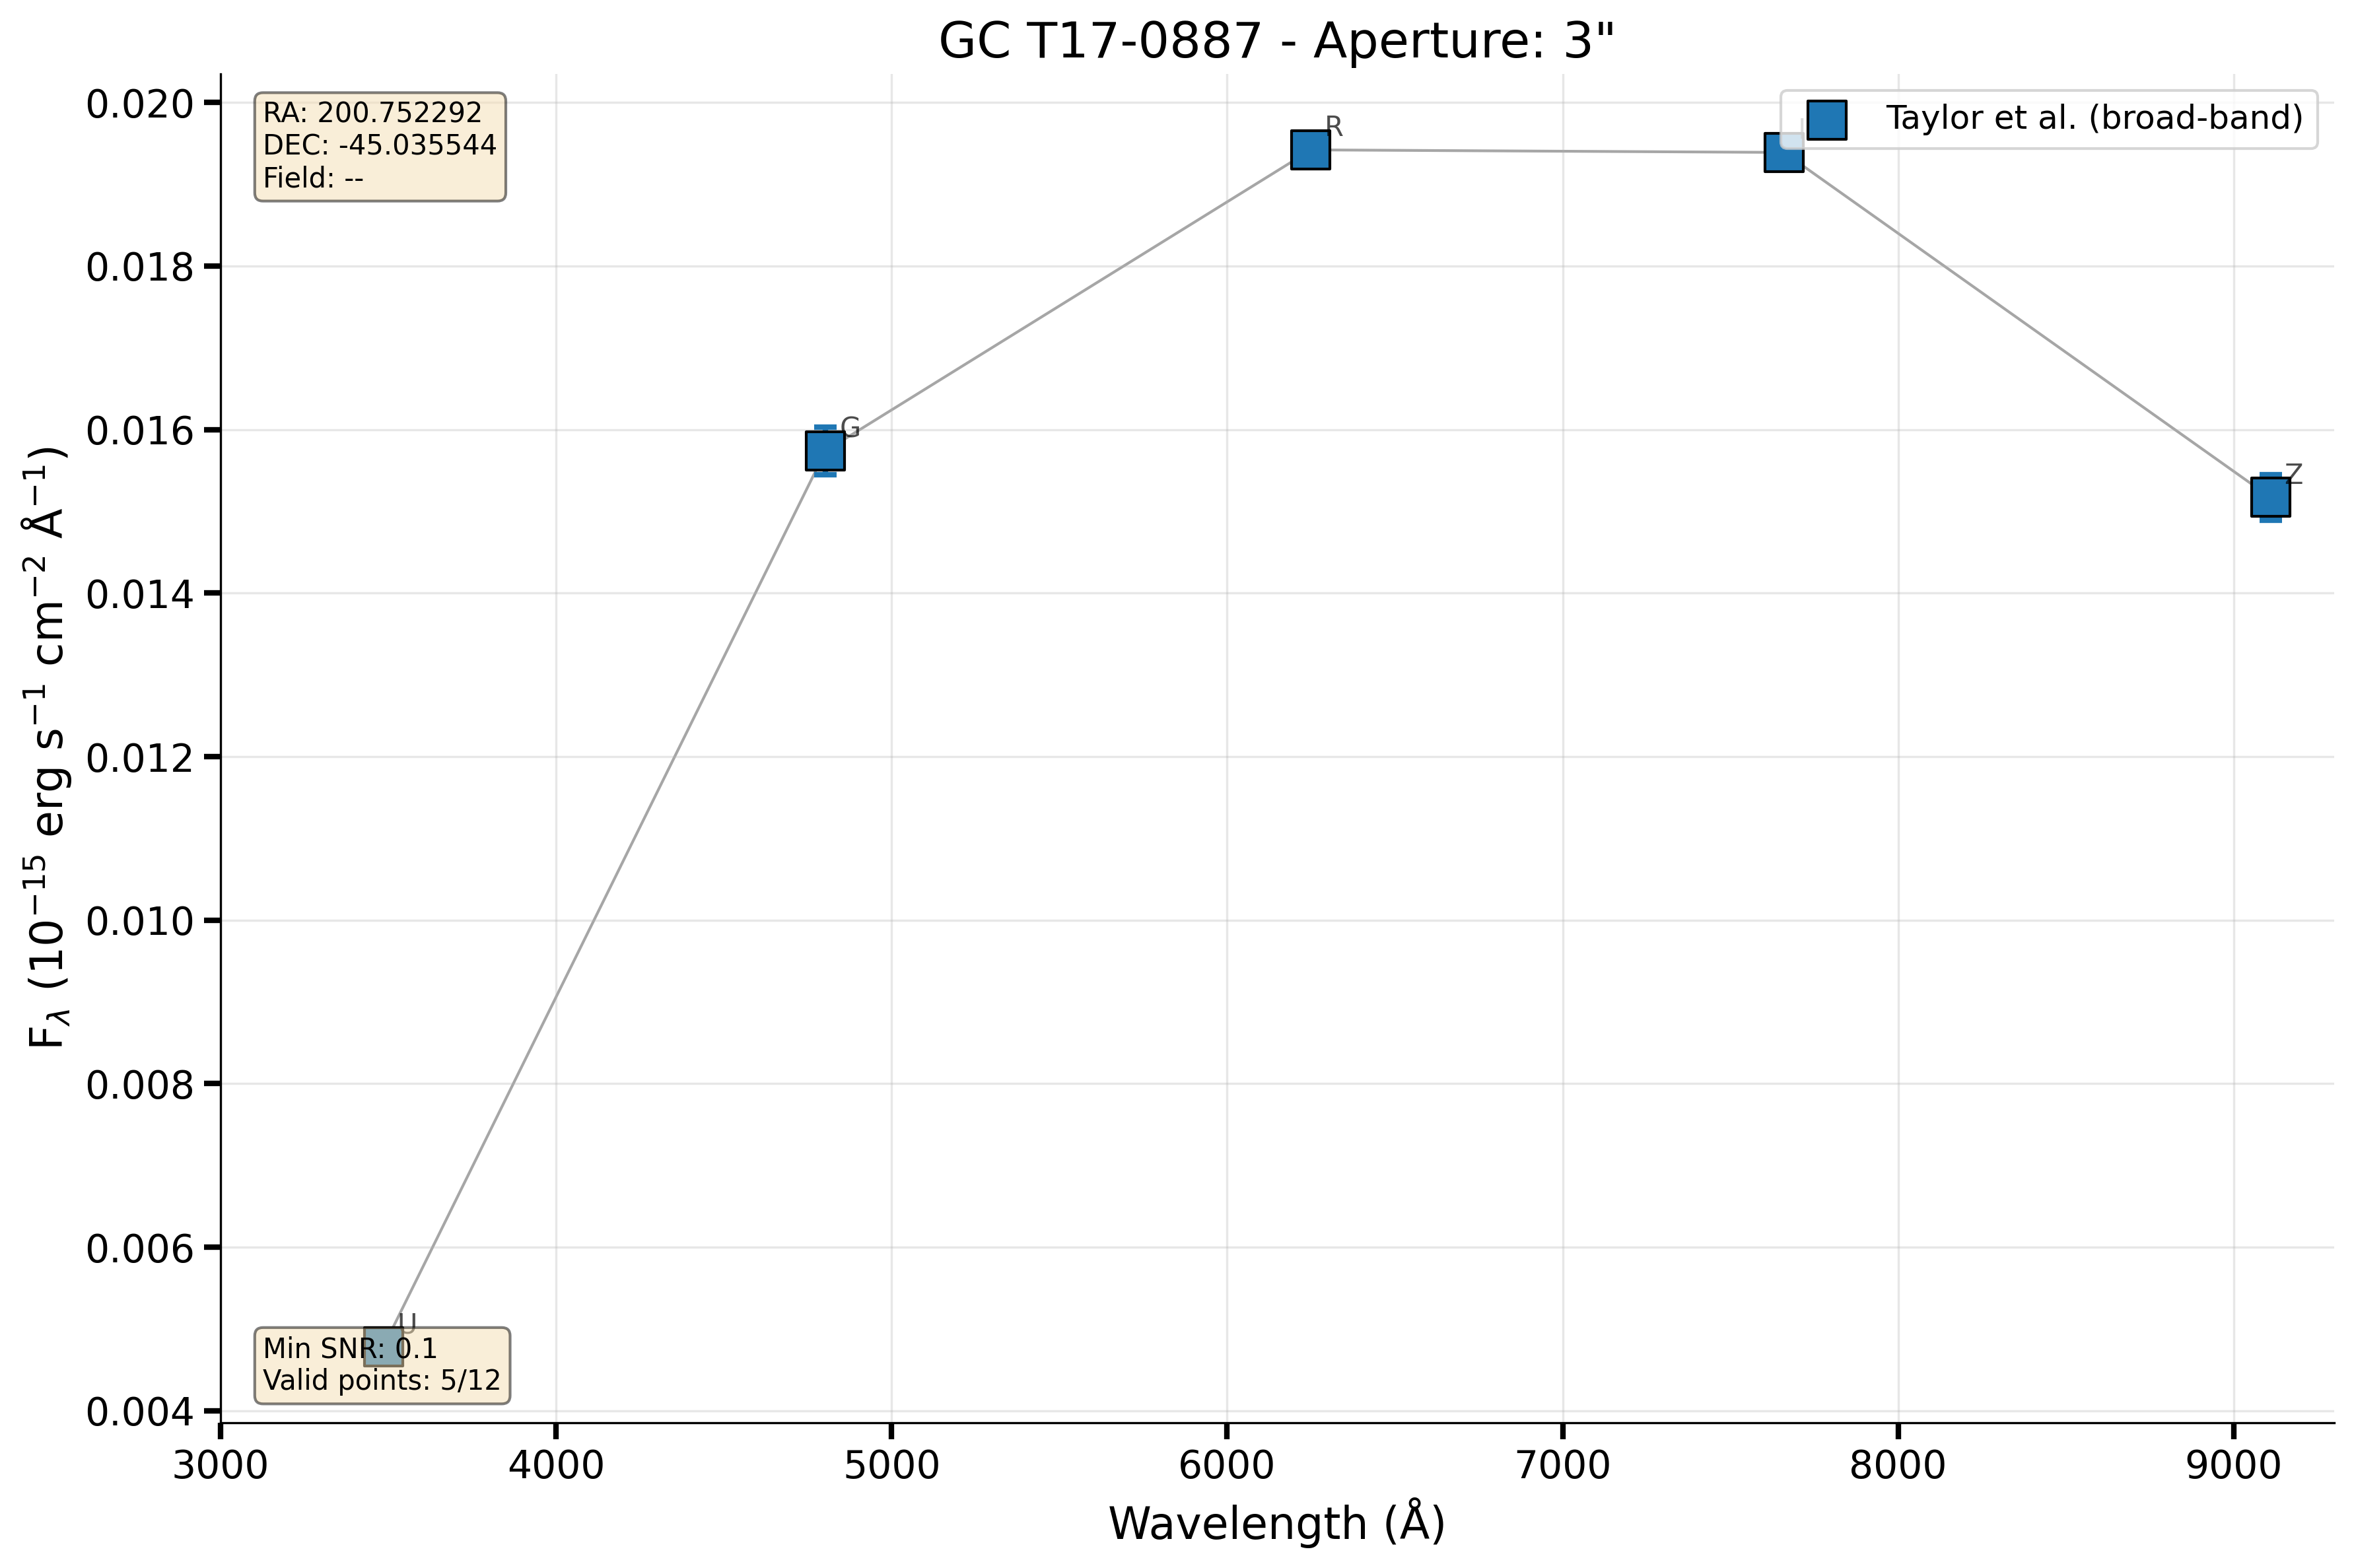 GC T17-0887 - Aperture: 3"
RA: 200.752292
DEC: -45.035544
Field: --
Taylor et al. (broad-band)
R
G
Z
U
Min SNR: 0.1
Valid points: 5/12
F_λ (10⁻¹⁵ erg s⁻¹ cm⁻² Å⁻¹)
0.020
0.018
0.016
0.014
0.012
0.010
0.008
0.006
0.004
3000 4000 5000 6000 7000 8000 9000
Wavelength (Å)